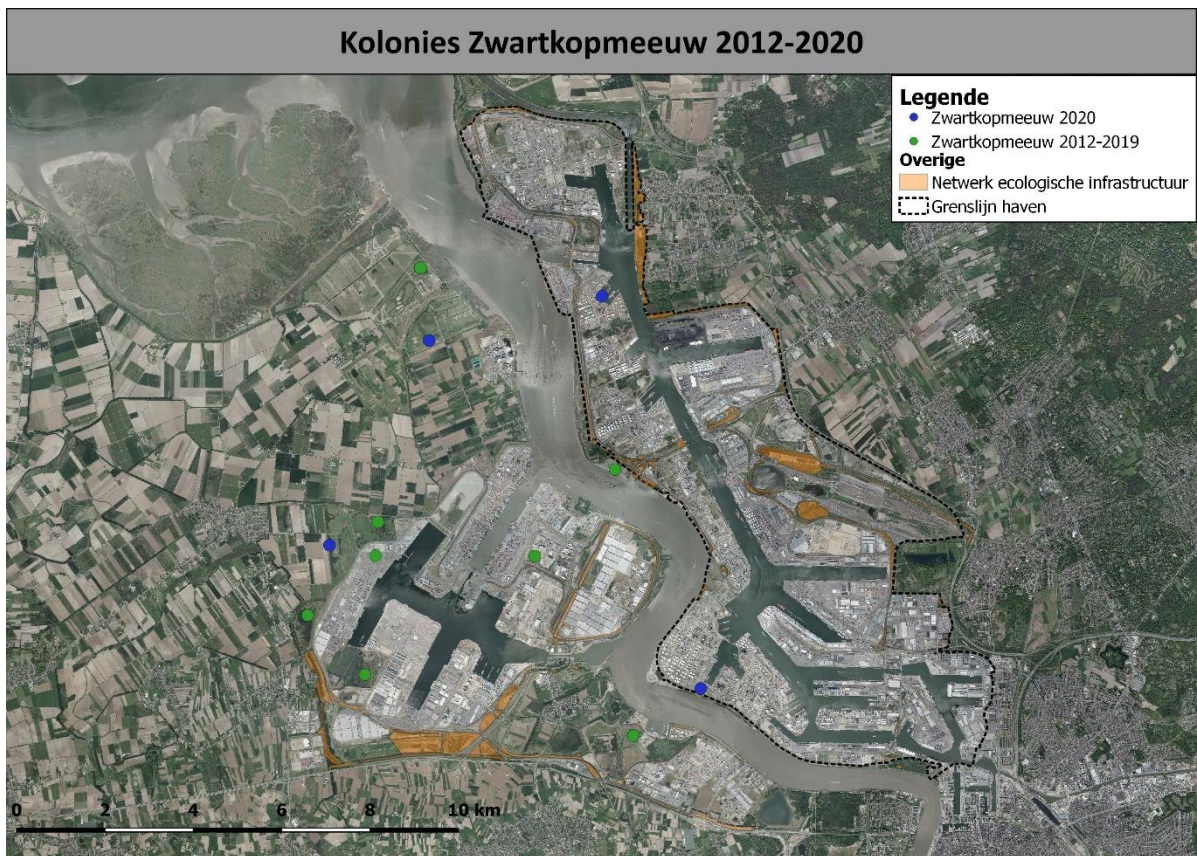 Kolonies Zwartkopmeeuw 2012-2020
Legende
Zwartkopmeeuw 2020
Zwartkopmeeuw 2012-2019
Overige
Netwerk ecologische infrastructuur
Grenslijn haven
0 2 4 6 8 10 km